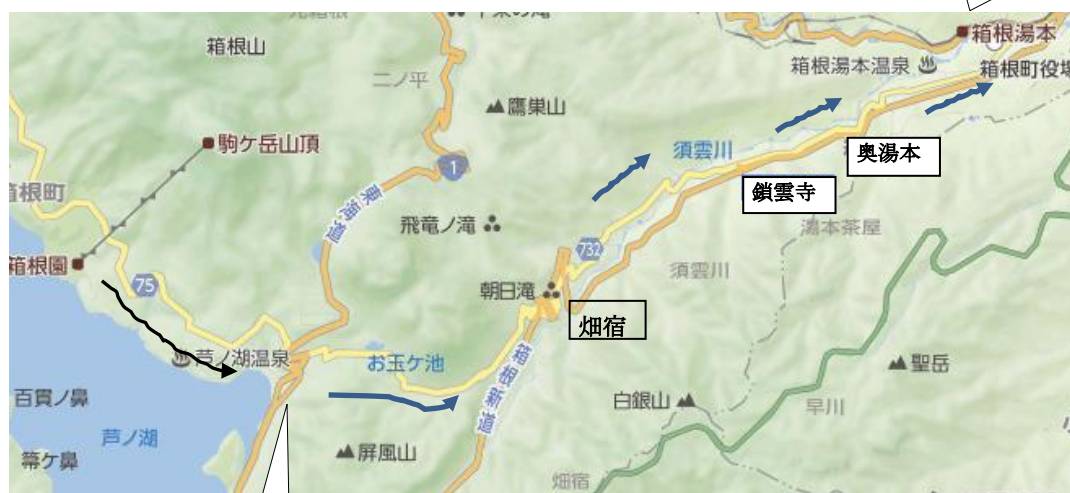 箱根山
二ノ平
鷹巣山
箱根湯本
箱根湯本温泉
箱根町役場
駒ケ岳山頂
1
須雲川
奥湯本
鎖雲寺
箱根町
東海道
飛竜ノ滝
湯本茶屋
箱根園
75
732
須雲川
朝日滝
畑宿
芦ノ湖温泉
お玉ケ池
箱根新道
聖岳
百貫ノ鼻
白銀山
早川
芦ノ湖
屏風山
箒ケ鼻
畑宿